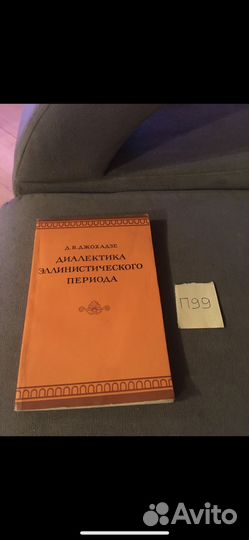 Д. В. ДЖОХАДЗЕ
ДИАЛЕКТИКА
ЭЛЛИНИСТИЧЕСКОГО
ПЕРИОДА
П99
Avito